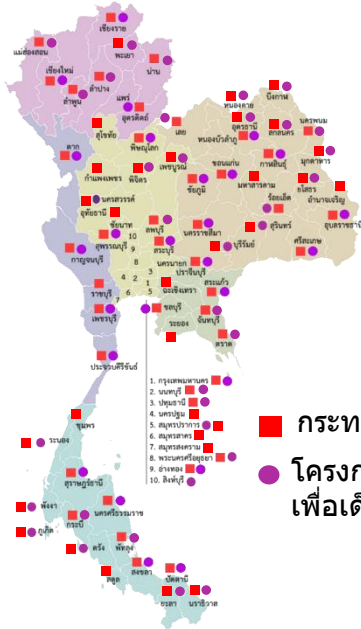 เชียงราย
แม่ฮ่องสอน
พะเยา
น่าน
เชียงใหม่
ลำปาง
ลำพูน
แพร่
อุตรดิตถ์
สุโขทัย
ตาก
พิษณุโลก
เลย
หนองคาย
บึงกาฬ
อุดรธานี
นครพนม
สกลนคร
หนองบัวลำภู
มุกดาหาร
เพชรบูรณ์
ขอนแก่น
กาฬสินธุ์
กำแพงเพชร
พิจิตร
ชัยภูมิ
มหาสารคาม
ยโสธร
อำนาจเจริญ
ร้อยเอ็ด
นครสวรรค์
อุทัยธานี
ชัยนาท
ลพบุรี
นครราชสีมา
สุรินทร์
อุบลราชธานี
สุพรรณบุรี
10
สระบุรี
บุรีรัมย์
ศรีสะเกษ
กาญจนบุรี
9
นครนายก
8
ปราจีนบุรี
3
4
2
1
สระแก้ว
ราชบุรี
6
5
ฉะเชิงเทรา
7
ชลบุรี
เพชรบุรี
จันทบุรี
ระยอง
ตราด
ประจวบคีรีขันธ์
1. กรุงเทพมหานคร
2. นนทบุรี
3. ปทุมธานี
4. นครปฐม
5. สมุทรปราการ
6. สมุทรสาคร
7. สมุทรสงคราม
8. พระนครศรีอยุธยา
9. อ่างทอง
10. สิงห์บุรี
ชุมพร
ระนอง
สุราษฎร์ธานี
พังงา
นครศรีธรรมราช
กระบี่
ภูเก็ต
ตรัง
พัทลุง
สตูล
สงขลา
ปัตตานี
ยะลา
นราธิวาส
กระท
โครงก
เพื่อเด็